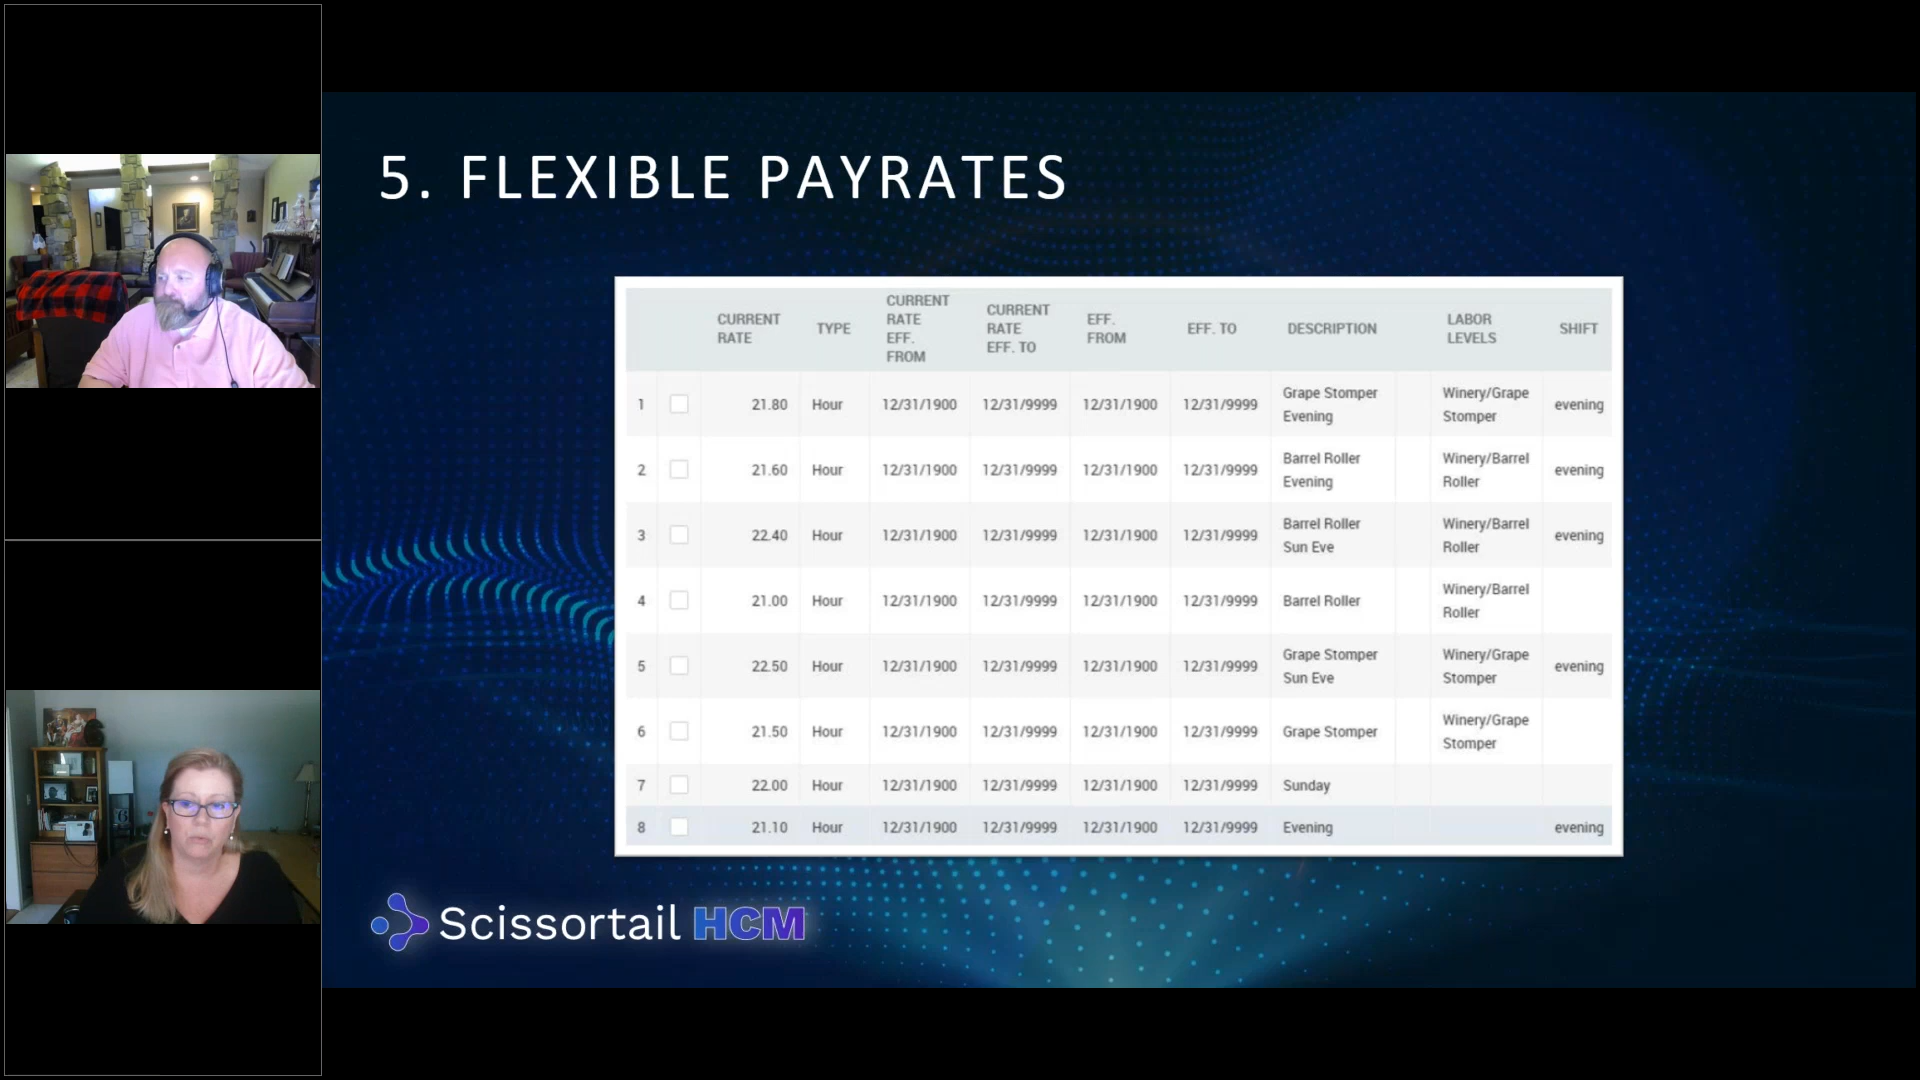 5. FLEXIBLE PAYRATES
CURRENT RATE TYPE CURRENT RATE EFF. FROM CURRENT RATE EFF. TO EFF. FROM EFF. TO DESCRIPTION LABOR LEVELS SHIFT
1 21.80 Hour 12/31/1900 12/31/9999 12/31/1900 12/31/9999 Grape Stomper Evening Winery/Grape Stomper evening
2 21.60 Hour 12/31/1900 12/31/9999 12/31/1900 12/31/9999 Barrel Roller Evening Winery/Barrel Roller evening
3 22.40 Hour 12/31/1900 12/31/9999 12/31/1900 12/31/9999 Barrel Roller Sun Eve Winery/Barrel Roller evening
4 21.00 Hour 12/31/1900 12/31/9999 12/31/1900 12/31/9999 Barrel Roller Winery/Barrel Roller
5 22.50 Hour 12/31/1900 12/31/9999 12/31/1900 12/31/9999 Grape Stomper Sun Eve Winery/Grape Stomper evening
6 21.50 Hour 12/31/1900 12/31/9999 12/31/1900 12/31/9999 Grape Stomper Winery/Grape Stomper
7 22.00 Hour 12/31/1900 12/31/9999 12/31/1900 12/31/9999 Sunday
8 21.10 Hour 12/31/1900 12/31/9999 12/31/1900 12/31/9999 Evening evening
Scissortail HCM